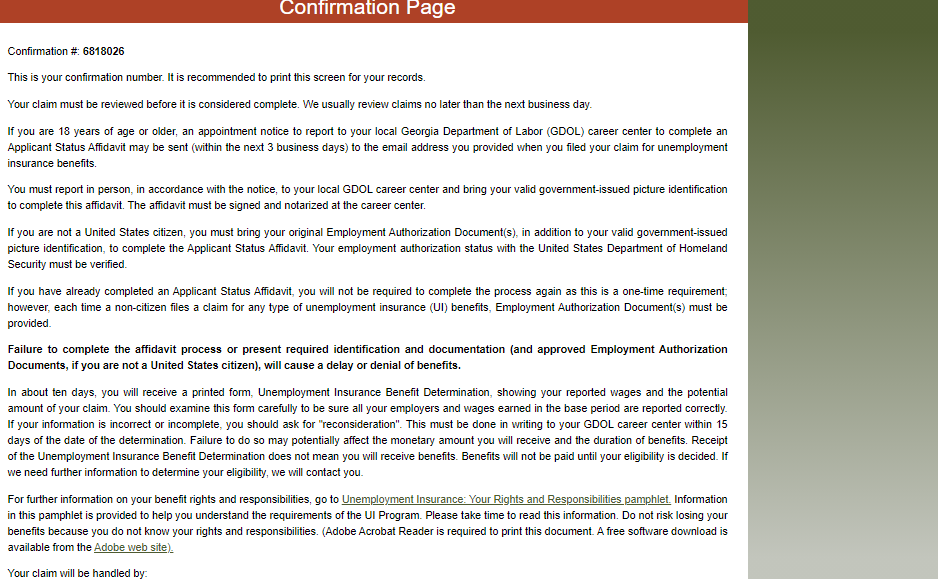 Confirmation Page
Confirmation #: 6818026
This is your confirmation number. It is recommended to print this screen for your records.
Your claim must be reviewed before it is considered complete. We usually review claims no later than the next business day.
If you are 18 years of age or older, an appointment notice to report to your local Georgia Department of Labor (GDOL) career center to complete an
Applicant Status Affidavit may be sent (within the next 3 business days) to the email address you provided when you filed your claim for unemployment
insurance benefits.
You must report in person, in accordance with the notice, to your local GDOL career center and bring your valid government-issued picture identification
to complete this affidavit. The affidavit must be signed and notarized at the career center.
If you are not a United States citizen, you must bring your original Employment Authorization Document(s), in addition to your valid government-issued
picture identification, to complete the Applicant Status Affidavit. Your employment authorization status with the United States Department of Homeland
Security must be verified.
If you have already completed an Applicant Status Affidavit, you will not be required to complete the process again as this is a one-time requirement;
however, each time a non-citizen files a claim for any type of unemployment insurance (UI) benefits, Employment Authorization Document(s) must be
provided.
Failure to complete the affidavit process or present required identification and documentation (and approved Employment Authorization
Documents, if you are not a United States citizen), will cause a delay or denial of benefits.
In about ten days, you will receive a printed form, Unemployment Insurance Benefit Determination, showing your reported wages and the potential
amount of your claim. You should examine this form carefully to be sure all your employers and wages earned in the base period are reported correctly.
If your information is incorrect or incomplete, you should ask for "reconsideration". This must be done in writing to your GDOL career center within 15
days of the date of the determination. Failure to do so may potentially affect the monetary amount you will receive and the duration of benefits. Receipt
of the Unemployment Insurance Benefit Determination does not mean you will receive benefits. Benefits will not be paid until your eligibility is decided. If
we need further information to determine your eligibility, we will contact you.
For further information on your benefit rights and responsibilities, go to Unemployment Insurance: Your Rights and Responsibilities pamphlet. Information
in this pamphlet is provided to help you understand the requirements of the UI Program. Please take time to read this information. Do not risk losing your
benefits because you do not know your rights and responsibilities. (Adobe Acrobat Reader is required to print this document. A free software download is
available from the Adobe web site).
Your claim will be handled by: